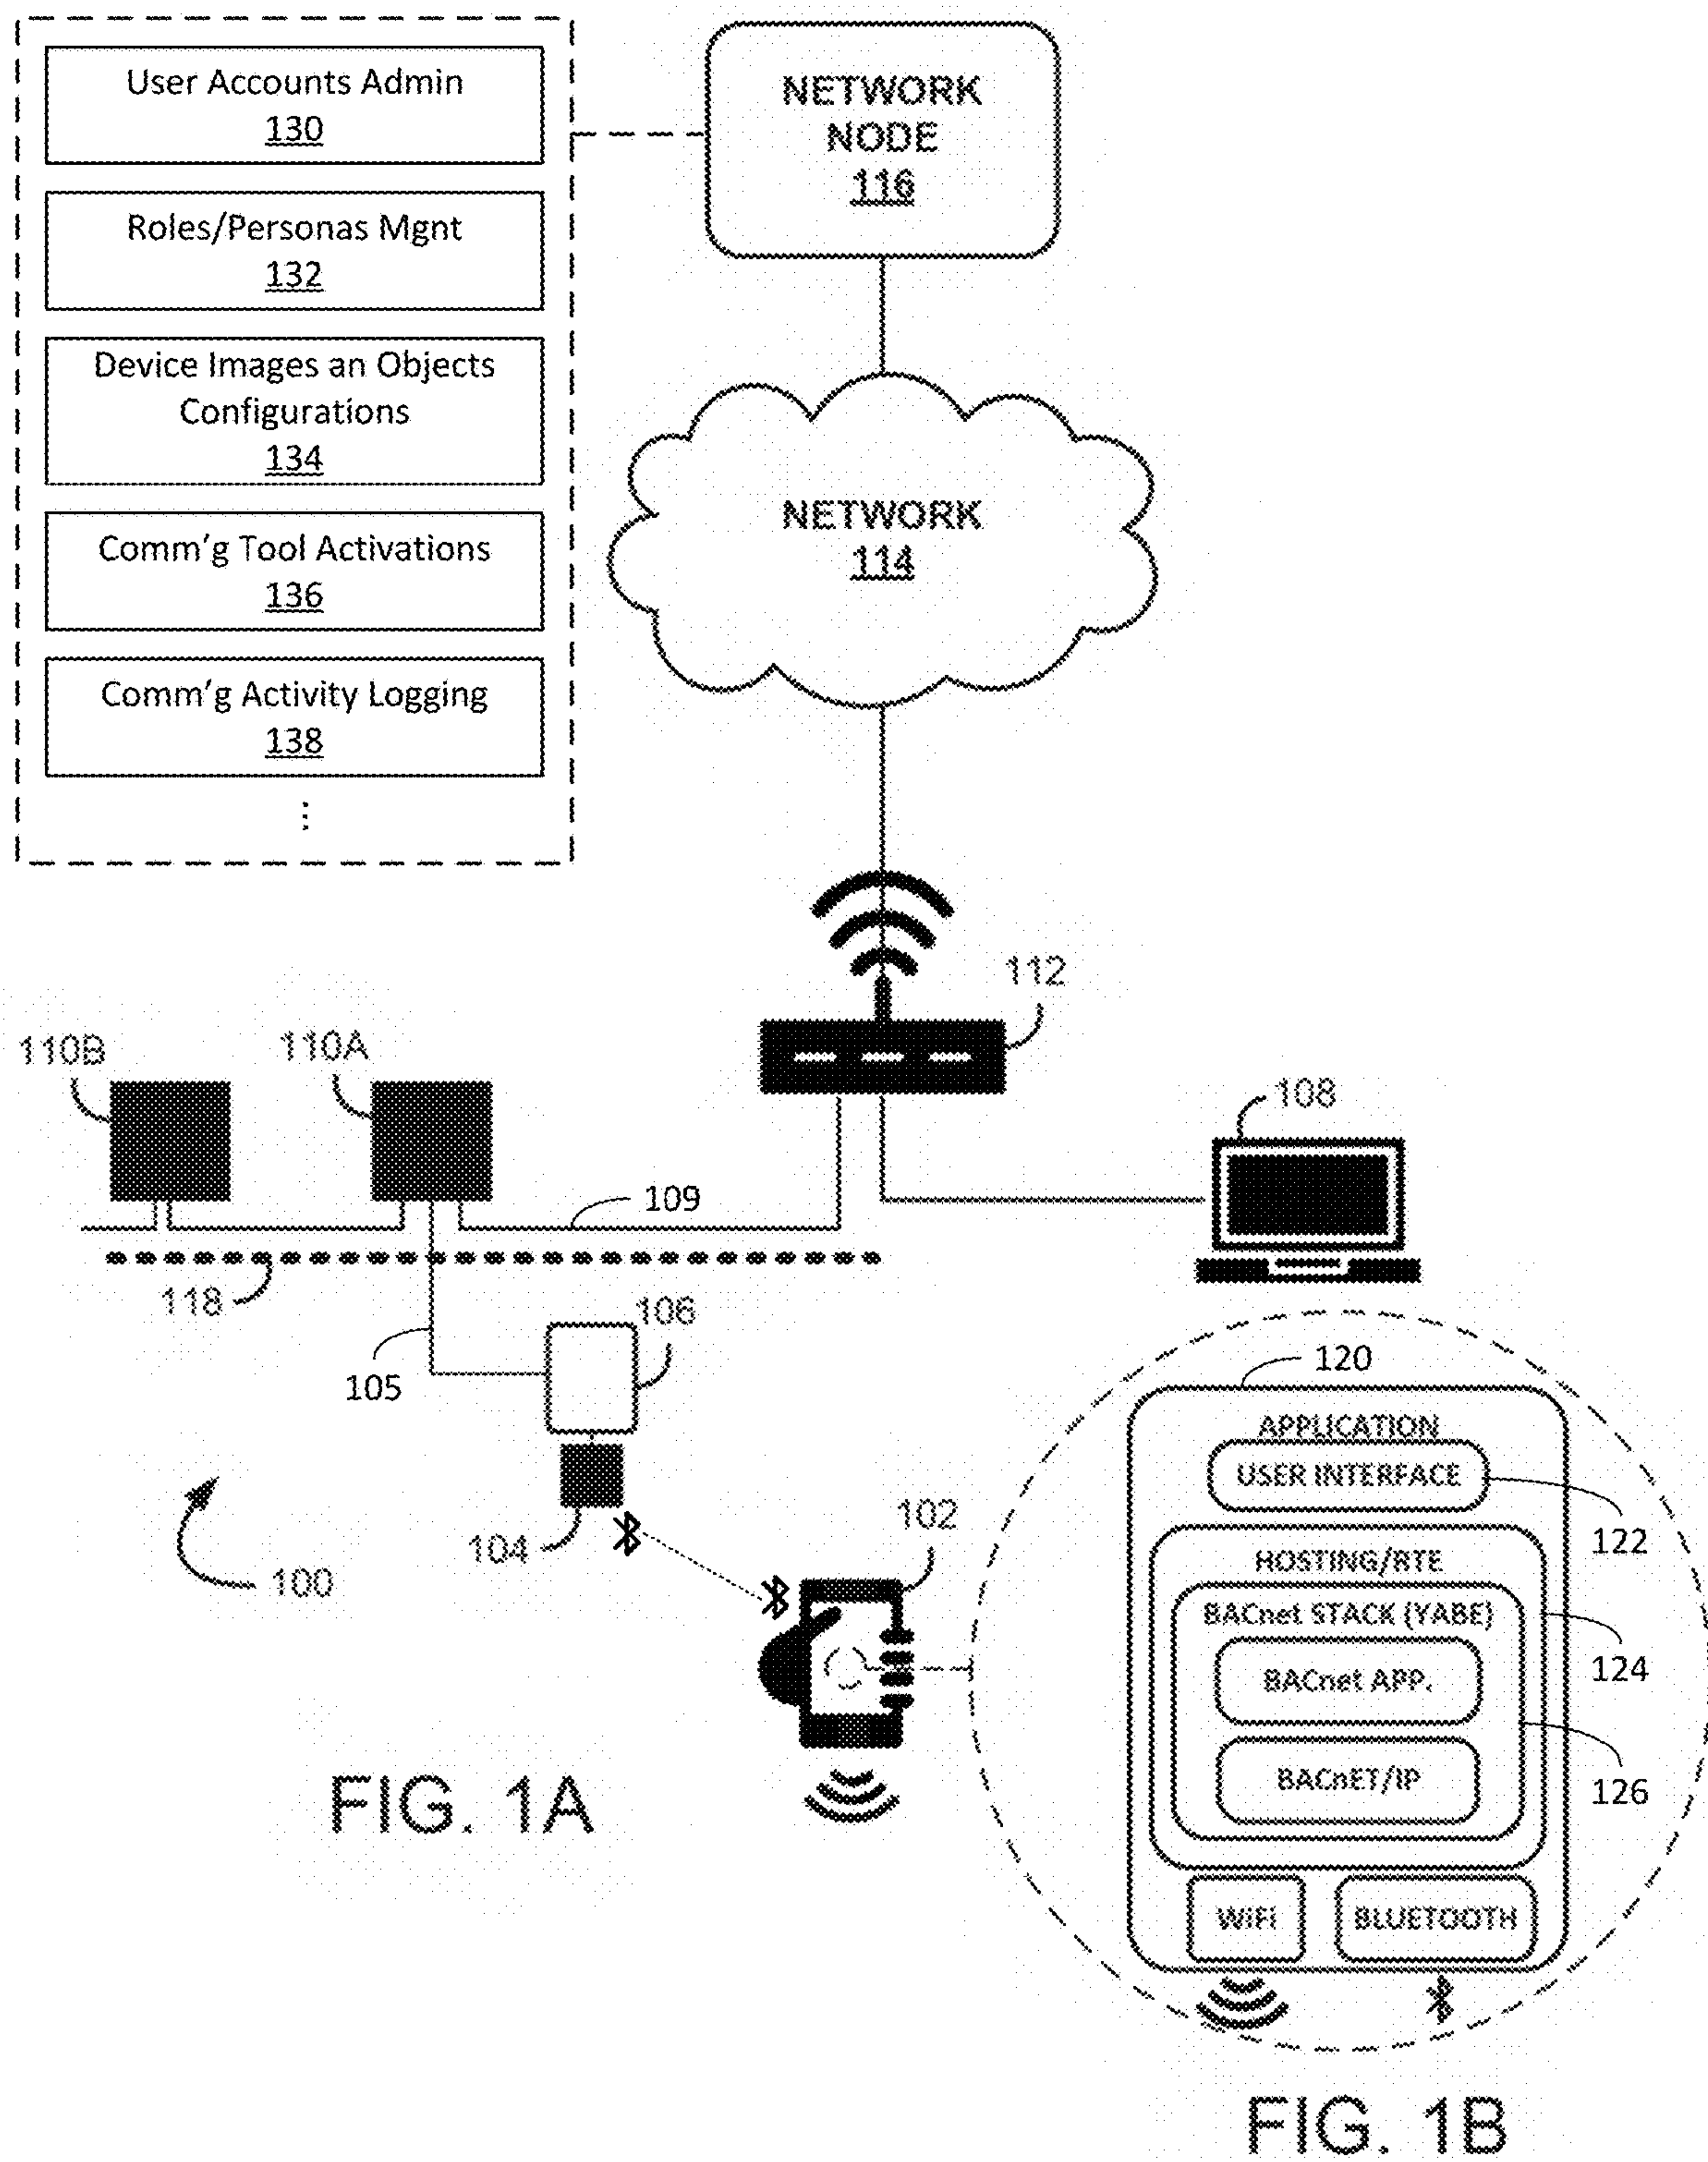 User Accounts Admin
130
Roles/Personas Mgnt
132
Device Images an Objects
Configurations
134
Comm'g Tool Activations
136
Comm'g Activity Logging
138
⋮
NETWORK
NODE
116
NETWORK
114
112
110B
110A
108
109
118
106
105
104
102
100
120
APPLICATION
USER INTERFACE
122
HOSTING/RTE
BACnet STACK (YABE)
124
BACnet APP.
BACnET/IP
126
WiFi
BLUETOOTH
FIG. 1A
FIG. 1B